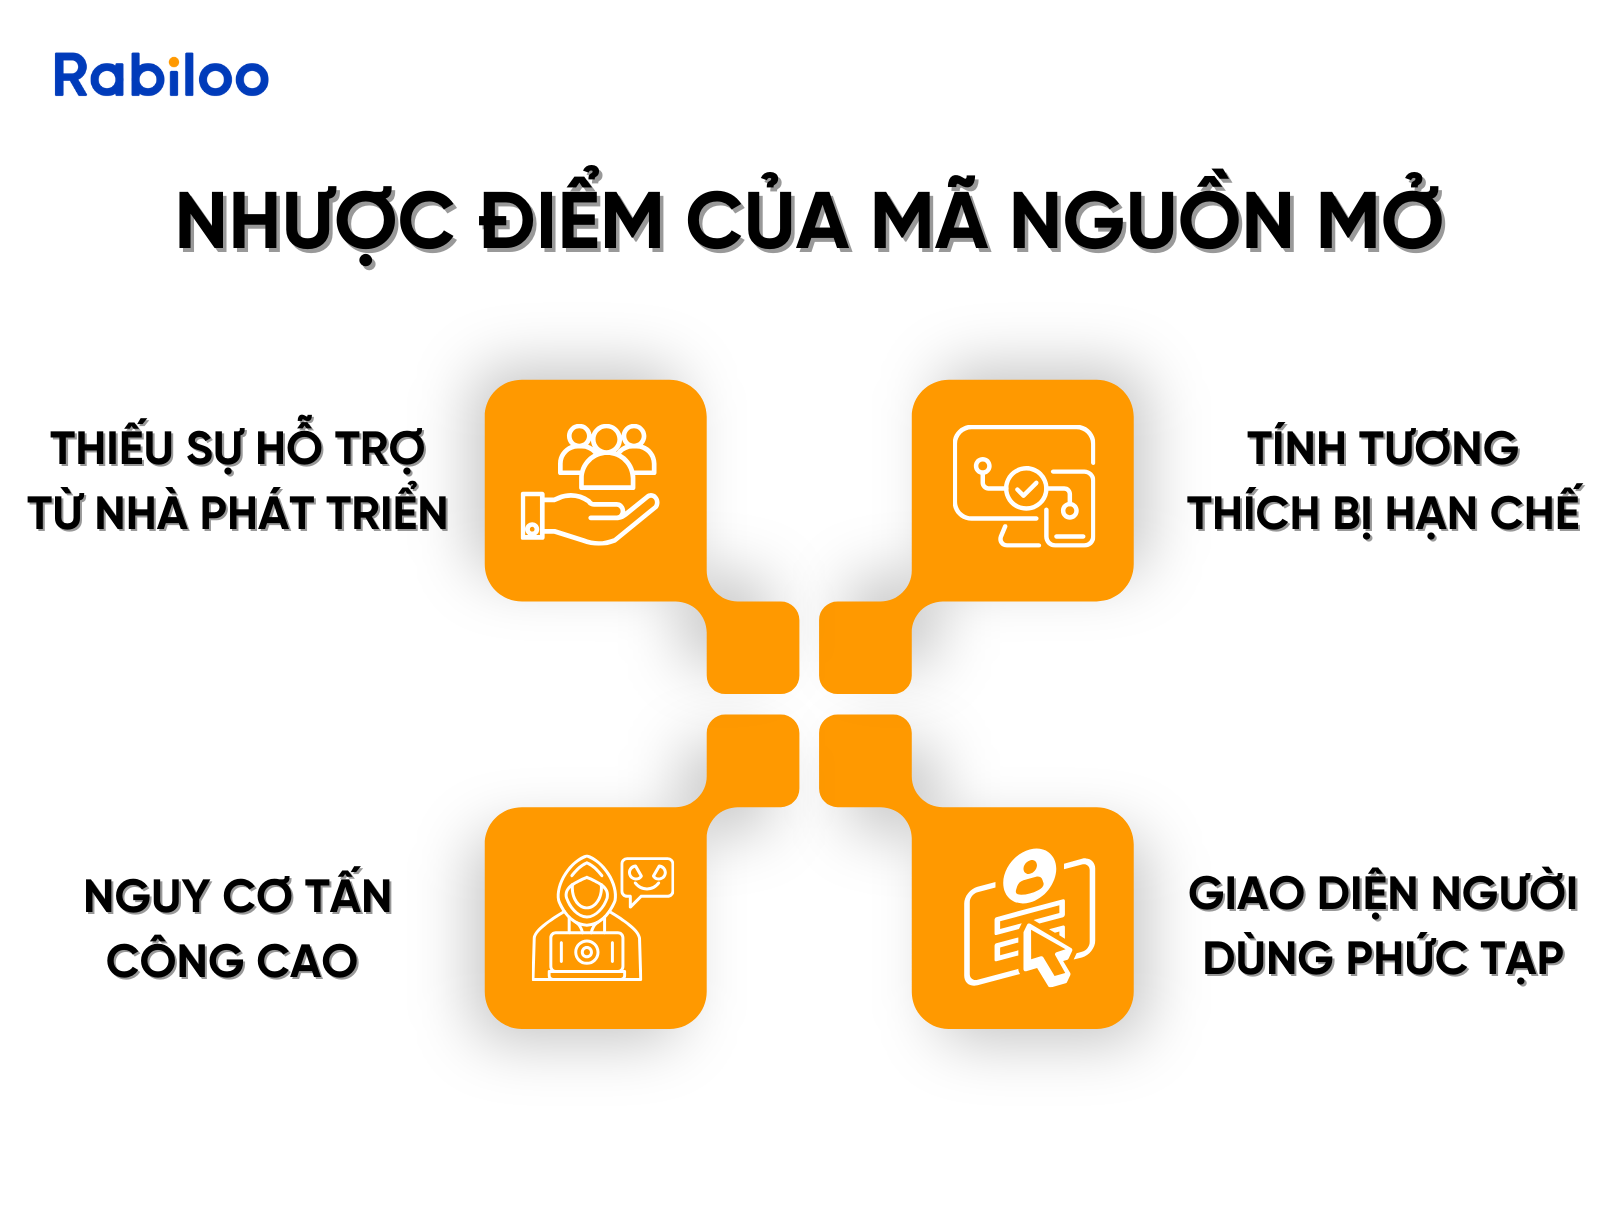 Rabiloo
NHƯỢC ĐIỂM CỦA MÃ NGUỒN MỞ
THIẾU SỰ HỖ TRỢ
TỪ NHÀ PHÁT TRIỂN
TÍNH TƯƠNG
THÍCH BỊ HẠN CHẾ
NGUY CƠ TẤN
CÔNG CAO
GIAO DIỆN NGƯỜI
DÙNG PHỨC TẠP